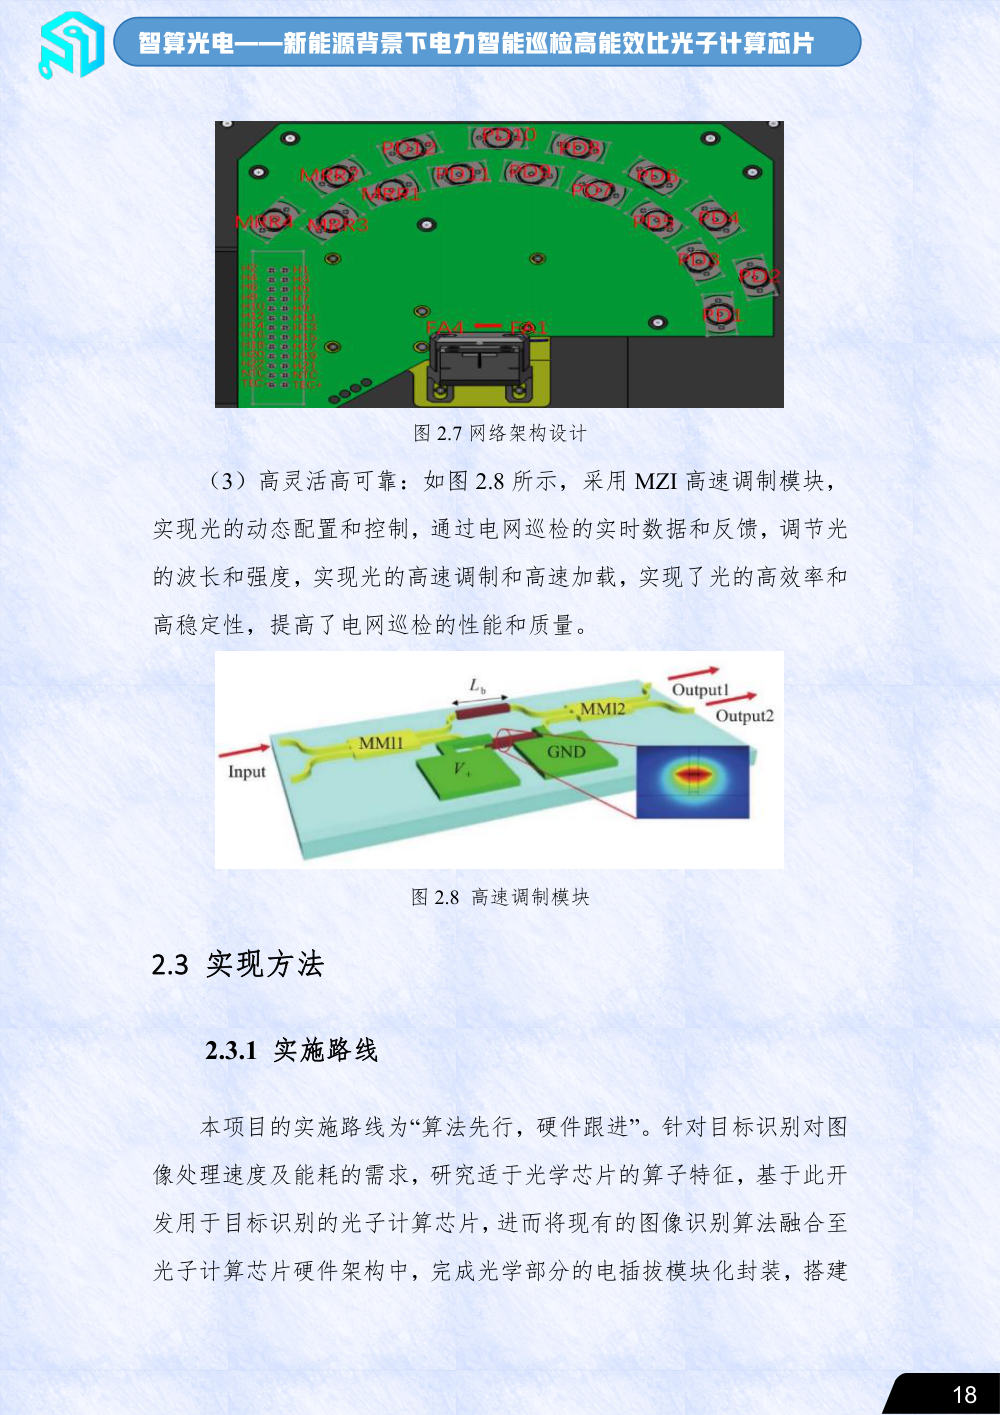 智算光电——新能源背景下电力智能巡检高能效比光子计算芯片
PD10
PD12
PD8
MRR2
PD11
PD9
PD6
MRR1
PD7
MRR4
MRR3
PD5
PD4
PD3
PD2
PD1
FA4
FA1
图 2.7 网络架构设计
（3）高灵活高可靠：如图 2.8 所示，采用 MZI 高速调制模块，
实现光的动态配置和控制，通过电网巡检的实时数据和反馈，调节光
的波长和强度，实现光的高速调制和高速加载，实现了光的高效率和
高稳定性，提高了电网巡检的性能和质量。
Lb
Output1
MMI2
Output2
MMI1
GND
Input
V+
图 2.8 高速调制模块
2.3 实现方法
2.3.1 实施路线
本项目的实施路线为“算法先行，硬件跟进”。针对目标识别对图
像处理速度及能耗的需求，研究适于光学芯片的算子特征，基于此开
发用于目标识别的光子计算芯片，进而将现有的图像识别算法融合至
光子计算芯片硬件架构中，完成光学部分的电插拔模块化封装，搭建
18